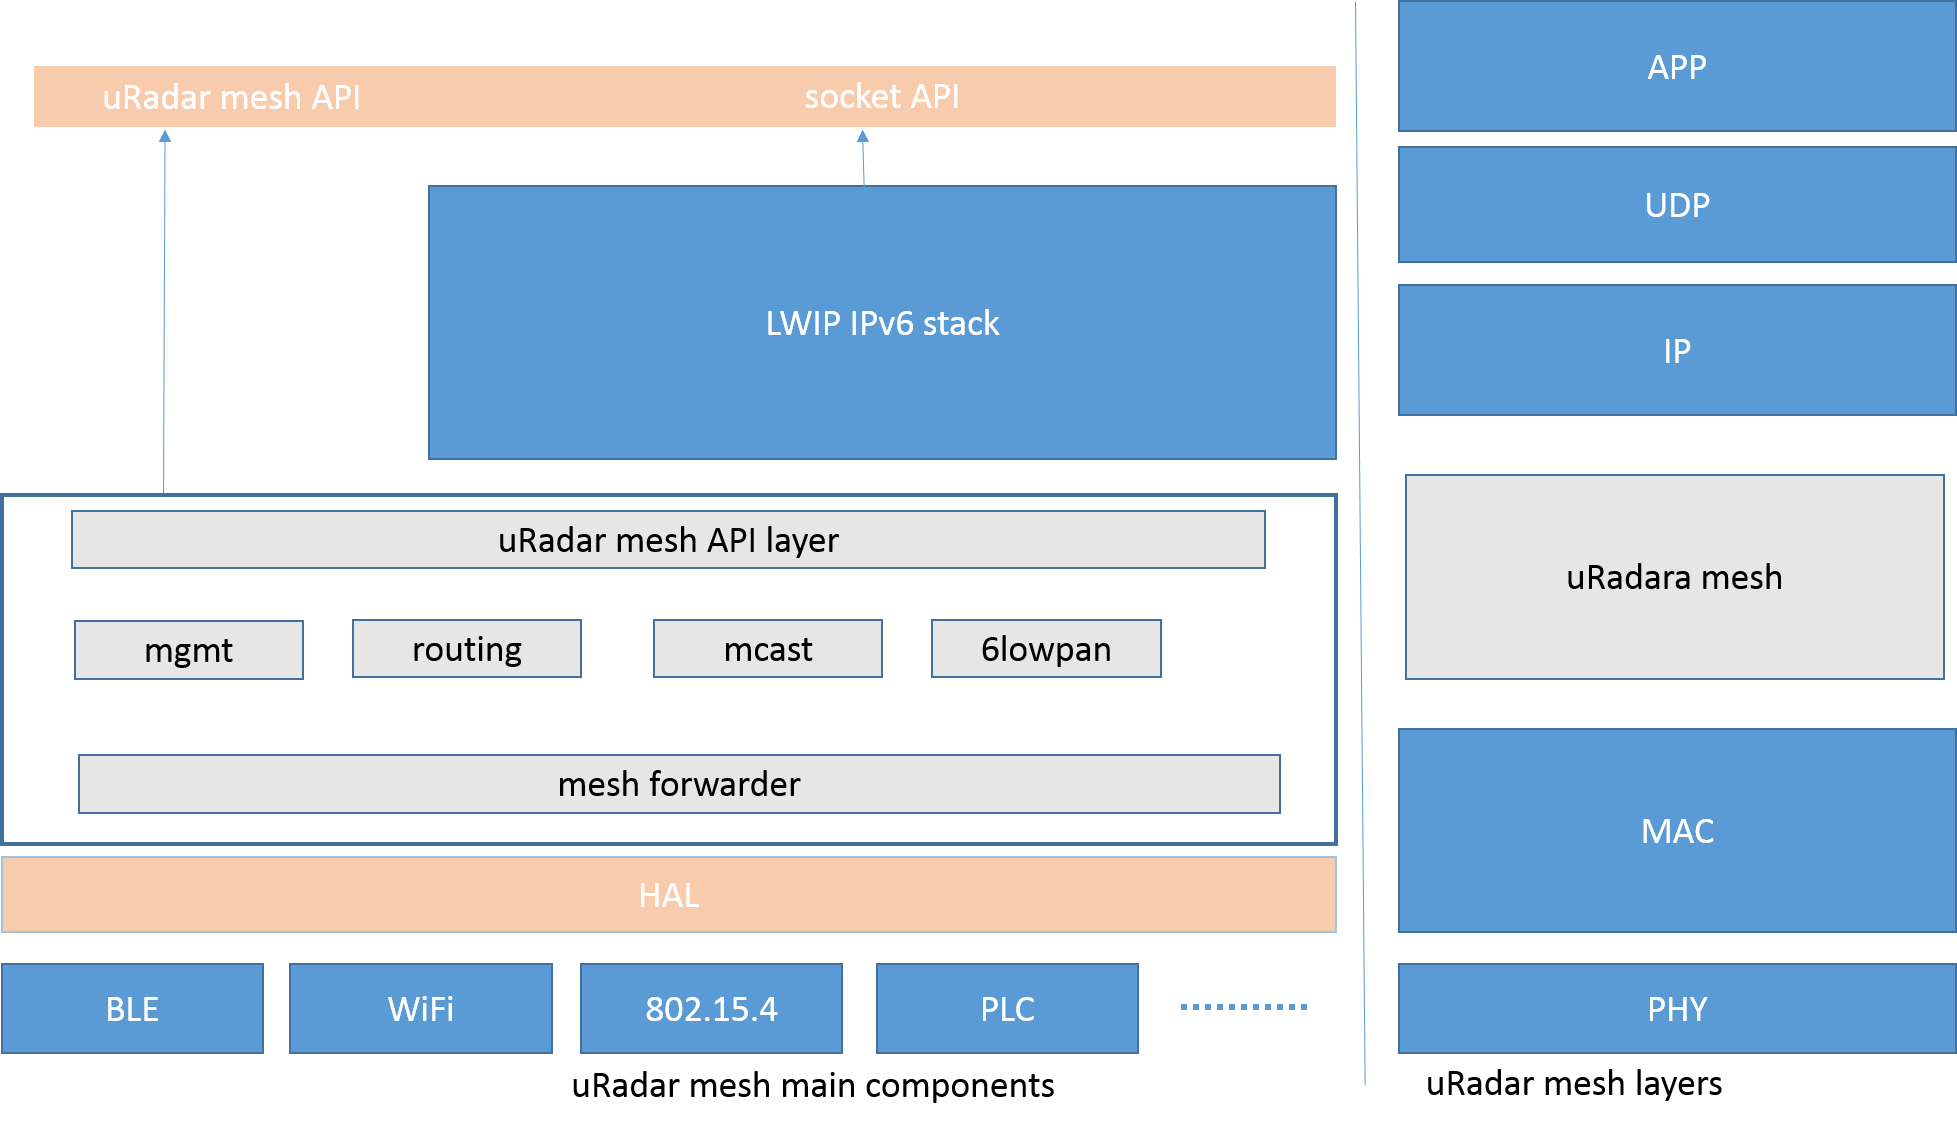 uRadar mesh API
socket API
LWIP IPv6 stack
uRadar mesh API layer
mgmt
routing
mcast
6lowpan
mesh forwarder
HAL
BLE
WiFi
802.15.4
PLC
uRadar mesh main components
APP
UDP
IP
uRadara mesh
MAC
PHY
uRadar mesh layers